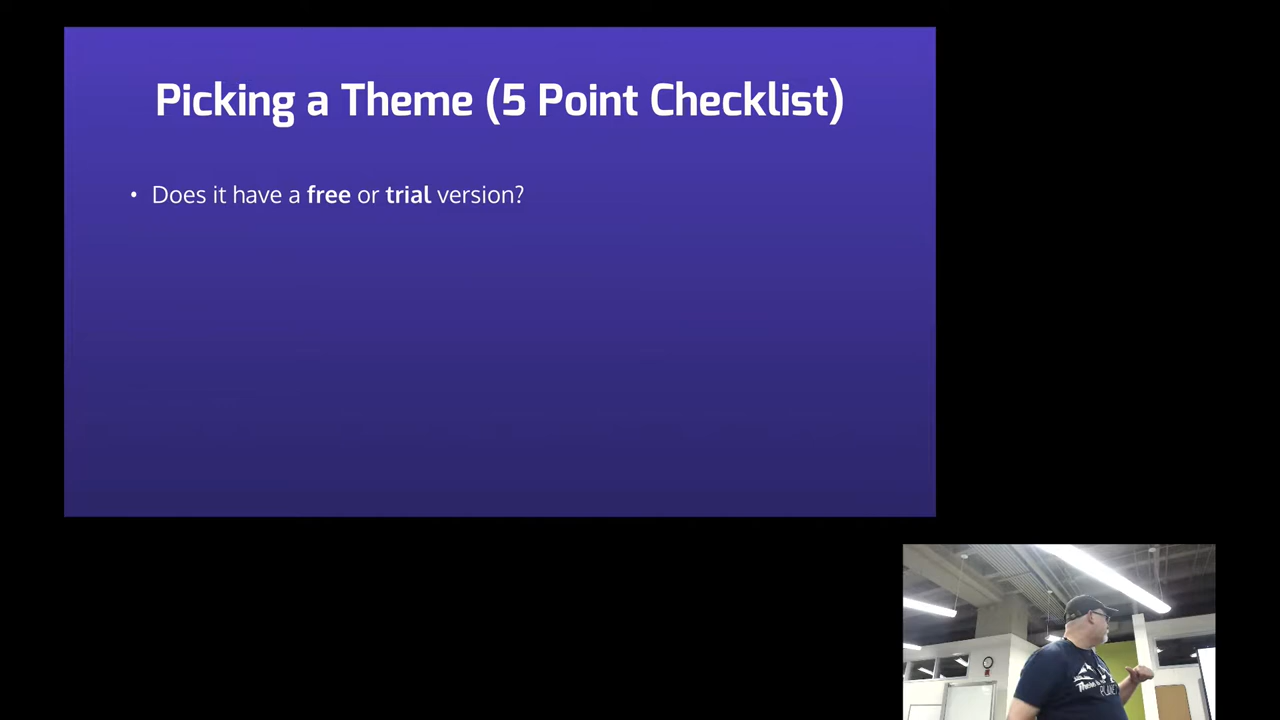 Picking a Theme (5 Point Checklist)
• Does it have a free or trial version?